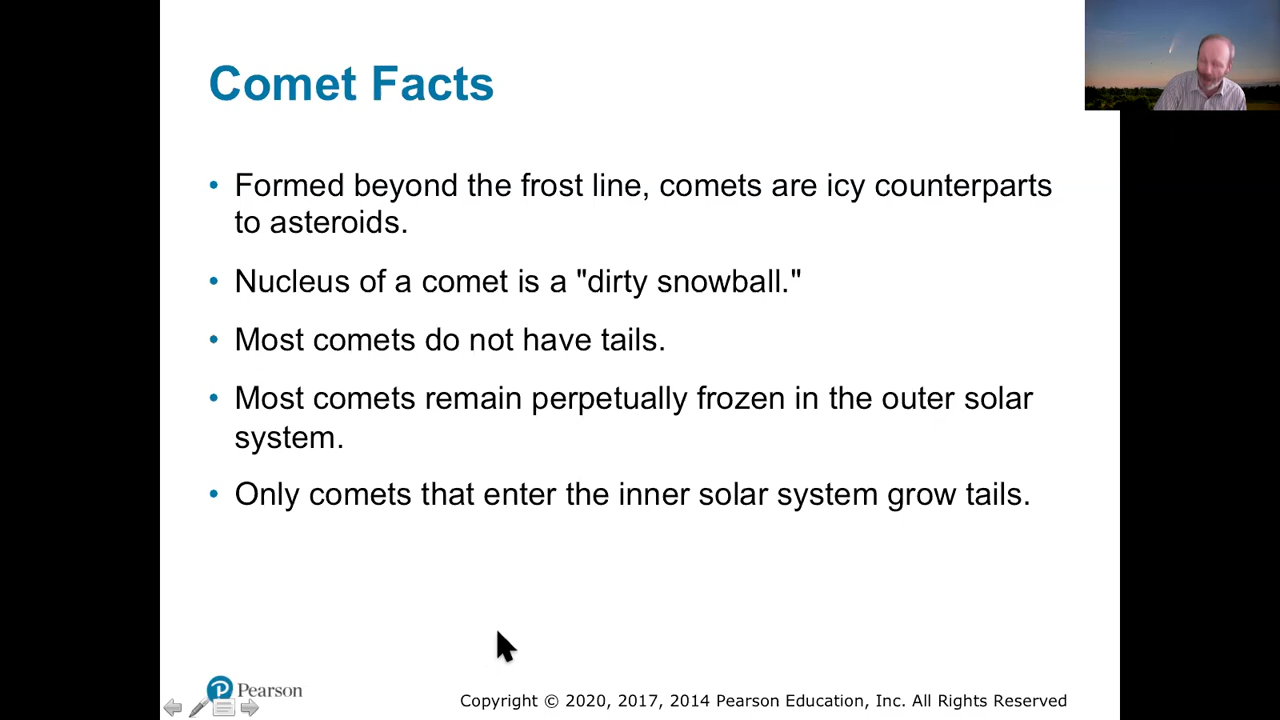 Comet Facts
• Formed beyond the frost line, comets are icy counterparts
to asteroids.
• Nucleus of a comet is a "dirty snowball."
• Most comets do not have tails.
• Most comets remain perpetually frozen in the outer solar
system.
• Only comets that enter the inner solar system grow tails.
Pearson
Copyright © 2020, 2017, 2014 Pearson Education, Inc. All Rights Reserved